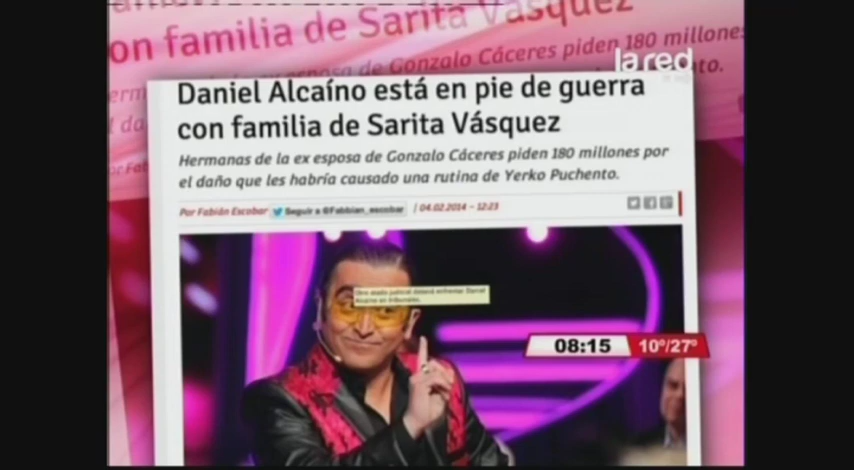 on familia de Sarita Vásquez
esposa de Gonzalo Cáceres piden 180 millones
la red
Daniel Alcaíno está en pie de guerra
con familia de Sarita Vásquez
Hermanas de la ex esposa de Gonzalo Cáceres piden 180 millones por
el daño que les habría causado una rutina de Yerko Puchento.
Por Fabián Escobar Seguir a @Fabbian_escobar | 04.02.2014 - 12:23
08:15 10°/27°